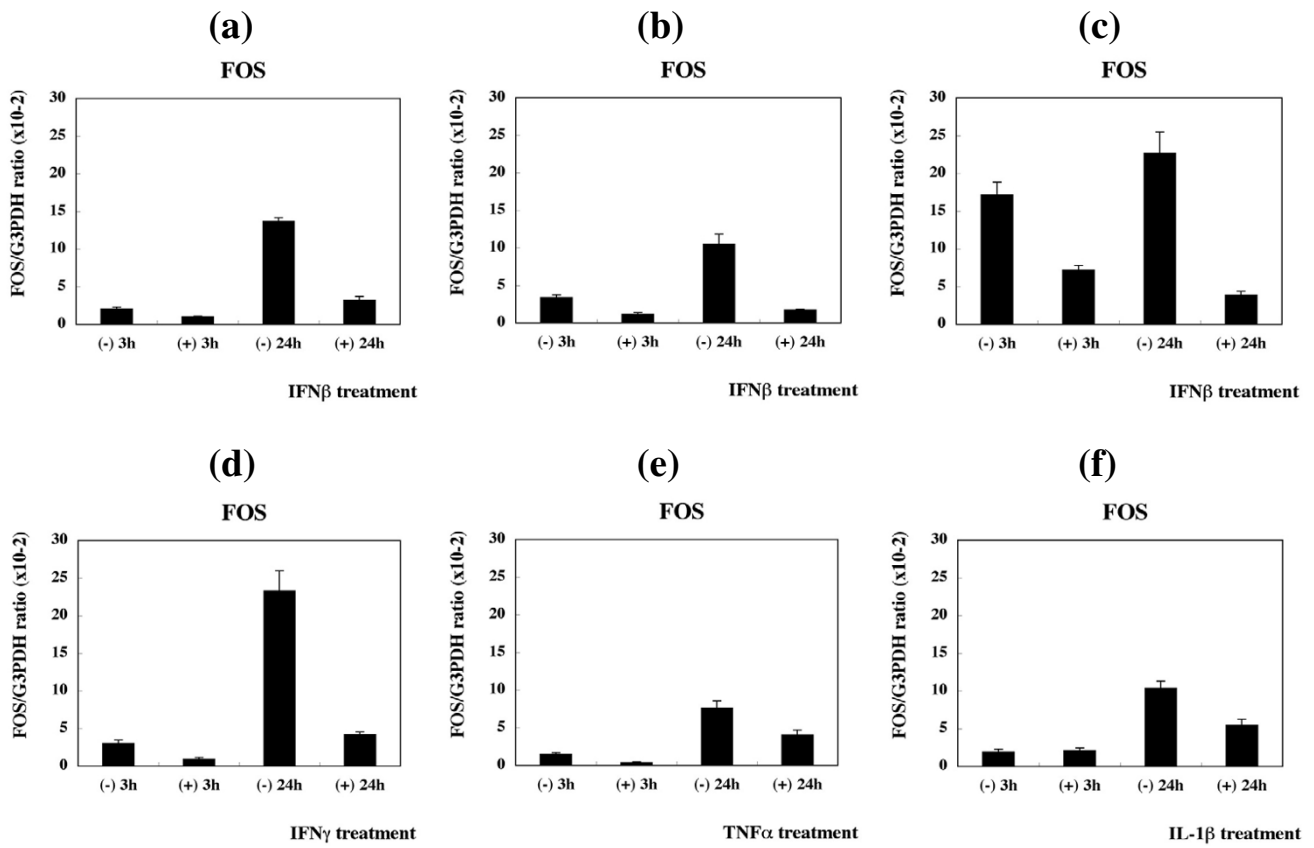 (a)
FOS
FOS/G3PDH ratio (x10-2)
30
25
20
15
10
5
0
(-) 3h (+) 3h (-) 24h (+) 24h
IFNβ treatment
(b)
FOS
FOS/G3PDH ratio (x10-2)
30
25
20
15
10
5
0
(-) 3h (+) 3h (-) 24h (+) 24h
IFNβ treatment
(c)
FOS
FOS/G3PDH ratio (x10-2)
30
25
20
15
10
5
0
(-) 3h (+) 3h (-) 24h (+) 24h
IFNβ treatment
(d)
FOS
FOS/G3PDH ratio (x10-2)
30
25
20
15
10
5
0
(-) 3h (+) 3h (-) 24h (+) 24h
IFNγ treatment
(e)
FOS
FOS/G3PDH ratio (x10-2)
30
25
20
15
10
5
0
(-) 3h (+) 3h (-) 24h (+) 24h
TNFα treatment
(f)
FOS
FOS/G3PDH ratio (x10-2)
30
25
20
15
10
5
0
(-) 3h (+) 3h (-) 24h (+) 24h
IL-1β treatment